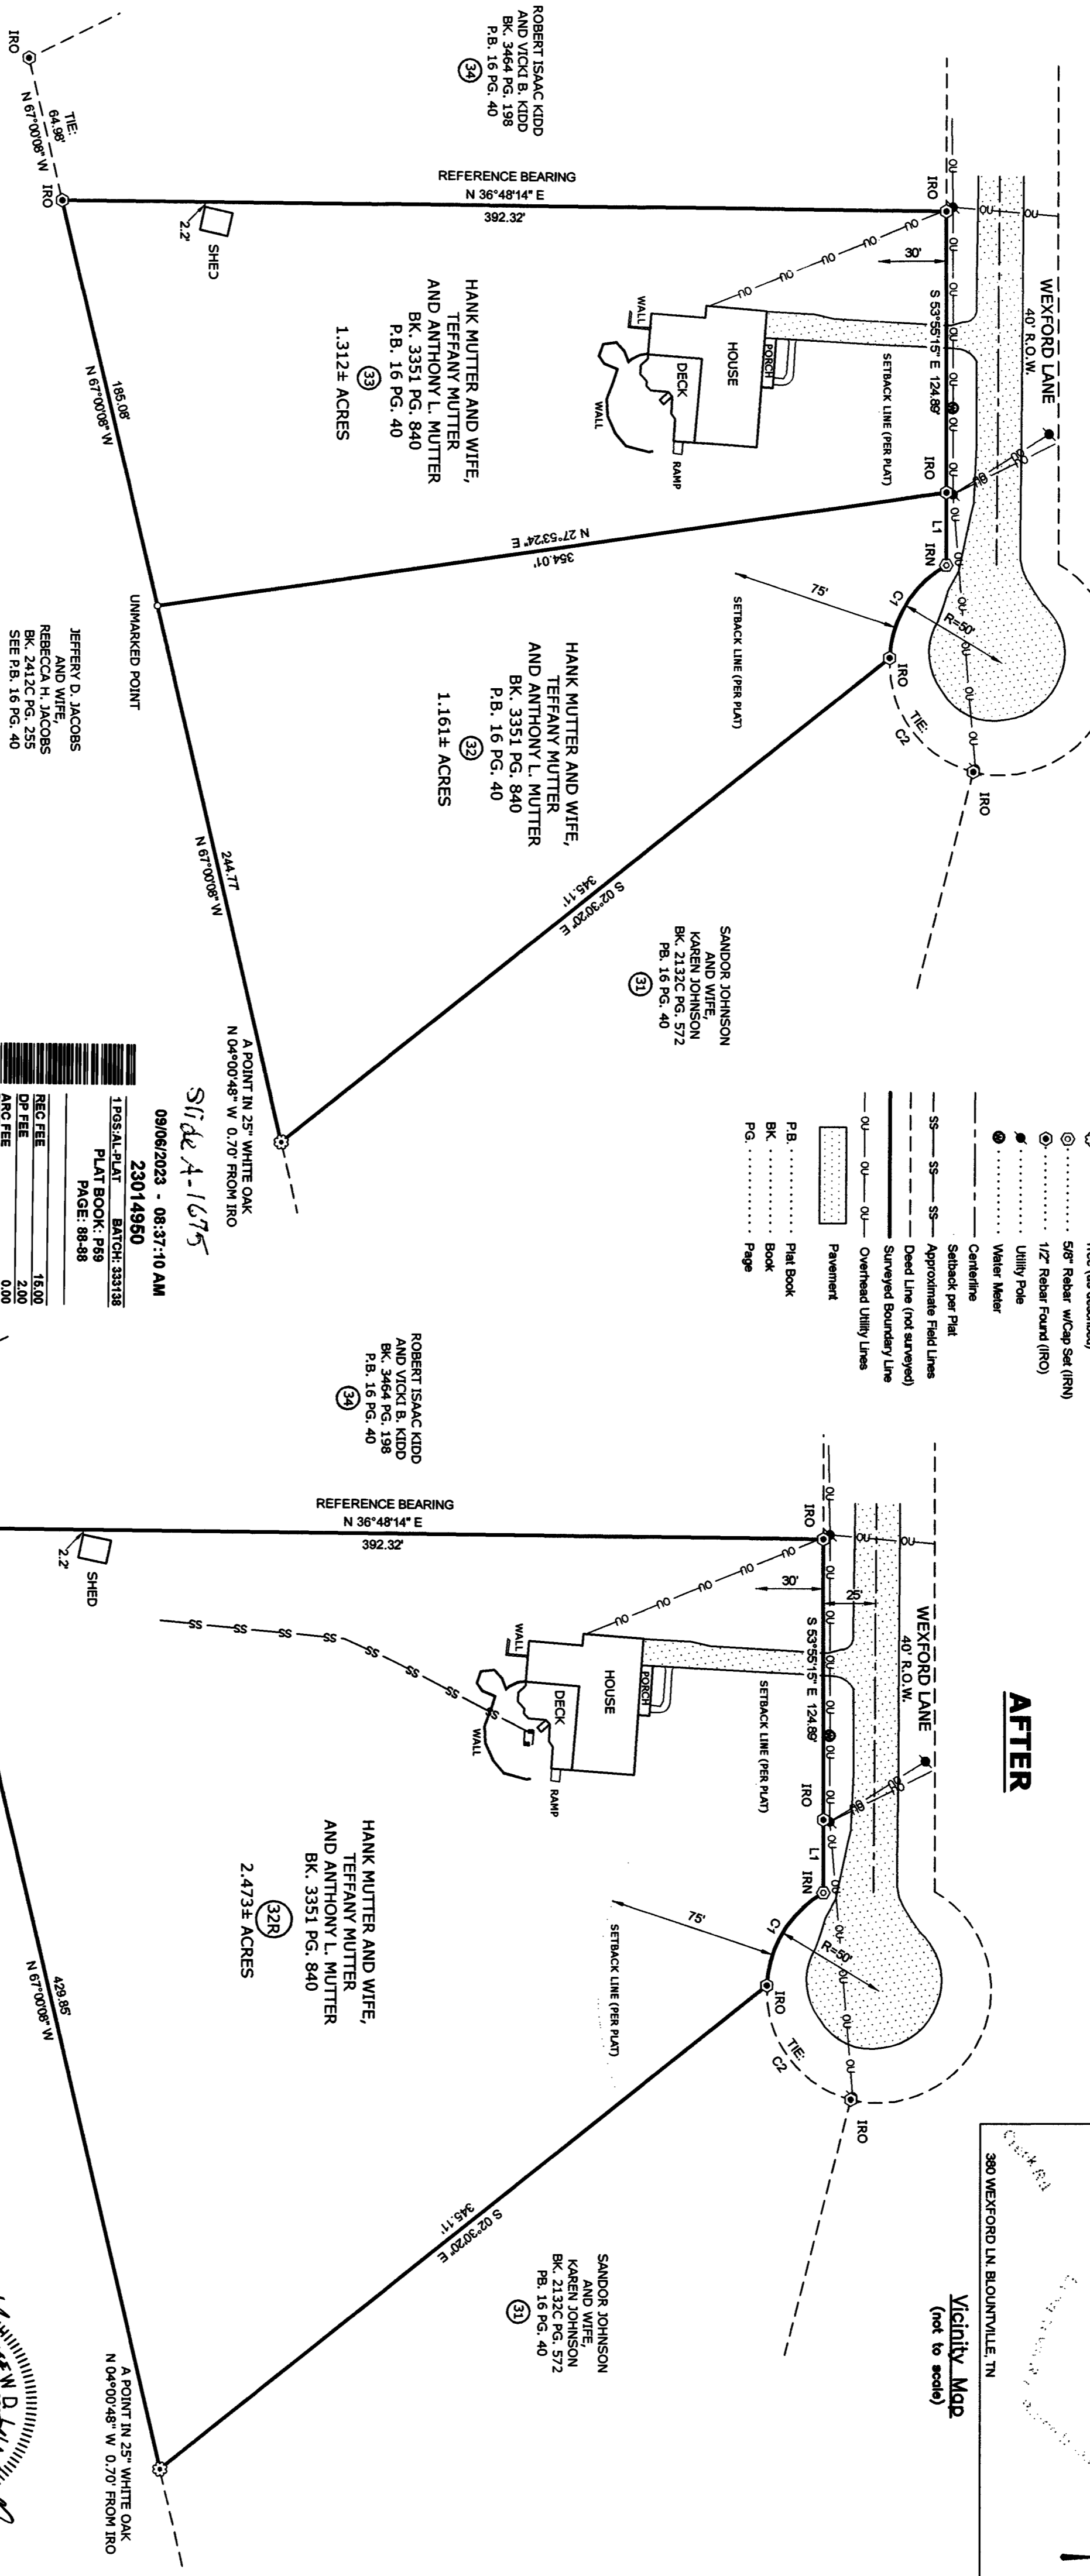 ROBERT ISAAC KIDD
AND VICKI B. KIDD
BK. 3464 PG. 198
P.B. 16 PG. 40
34
IRO
TIE:
64.98'
N 67°00'08" W
IRO
REFERENCE BEARING
N 36°48'14" E
392.32'
2.2'
SHED
IRO
30'
WEXFORD LANE
40' R.O.W.
S 53°55'15" E 124.89'
SETBACK LINE (PER PLAT)
WALL
HOUSE
PORCH
DECK
WALL
RAMP
HANK MUTTER AND WIFE,
TEFFANY MUTTER
AND ANTHONY L. MUTTER
BK. 3351 PG. 840
P.B. 16 PG. 40
33
1.312± ACRES
185.08'
N 67°00'08" W
IRO
L1
IRN
N 27°53'24" E
354.01'
UNMARKED POINT
C1
R=50'
75'
SETBACK LINE (PER PLAT)
IRO
TIE:
C2
IRO
HANK MUTTER AND WIFE,
TEFFANY MUTTER
AND ANTHONY L. MUTTER
BK. 3351 PG. 840
P.B. 16 PG. 40
32
1.161± ACRES
JEFFERY D. JACOBS
AND WIFE,
REBECCA H. JACOBS
BK. 2412C PG. 255
SEE P.B. 16 PG. 40
244.77'
N 67°00'08" W
S 02°30'20" E
345.11'
SANDOR JOHNSON
AND WIFE,
KAREN JOHNSON
BK. 2132C PG. 572
PB. 16 PG. 40
31
A POINT IN 25" WHITE OAK
N 04°00'48" W 0.70' FROM IRO
Slide A-1675
09/06/2023 - 08:37:10 AM
23014950
1 PGS:AL-PLAT BATCH: 333138
PLAT BOOK: P59
PAGE: 88-88
REC FEE 15.00
DP FEE 2.00
ARC FEE 0.00
5/8" Rebar w/Cap Set (IRN)
1/2" Rebar Found (IRO)
Utility Pole
Water Meter
Centerline
Setback per Plat
SS SS Approximate Field Lines
Deed Line (not surveyed)
Surveyed Boundary Line
OU OU OU Overhead Utility Lines
Pavement
P.B. .......... Plat Book
BK. .......... Book
PG. .......... Page
AFTER
ROBERT ISAAC KIDD
AND VICKI B. KIDD
BK. 3464 PG. 198
P.B. 16 PG. 40
34
REFERENCE BEARING
N 36°48'14" E
392.32'
2.2'
SHED
IRO
30'
25'
WEXFORD LANE
40' R.O.W.
S 53°55'15" E 124.89'
SETBACK LINE (PER PLAT)
WALL
HOUSE
PORCH
DECK
WALL
RAMP
SS SS SS SS SS SS SS SS
IRO
L1
IRN
C1
R=50'
75'
SETBACK LINE (PER PLAT)
IRO
TIE:
C2
IRO
HANK MUTTER AND WIFE,
TEFFANY MUTTER
AND ANTHONY L. MUTTER
BK. 3351 PG. 840
32R
2.473± ACRES
429.85'
N 67°00'08" W
S 02°30'20" E
345.11'
SANDOR JOHNSON
AND WIFE,
KAREN JOHNSON
BK. 2132C PG. 572
PB. 16 PG. 40
31
A POINT IN 25" WHITE OAK
N 04°00'48" W 0.70' FROM IRO
380 WEXFORD LN. BLOUNTVILLE, TN
Vicinity Map
(not to scale)